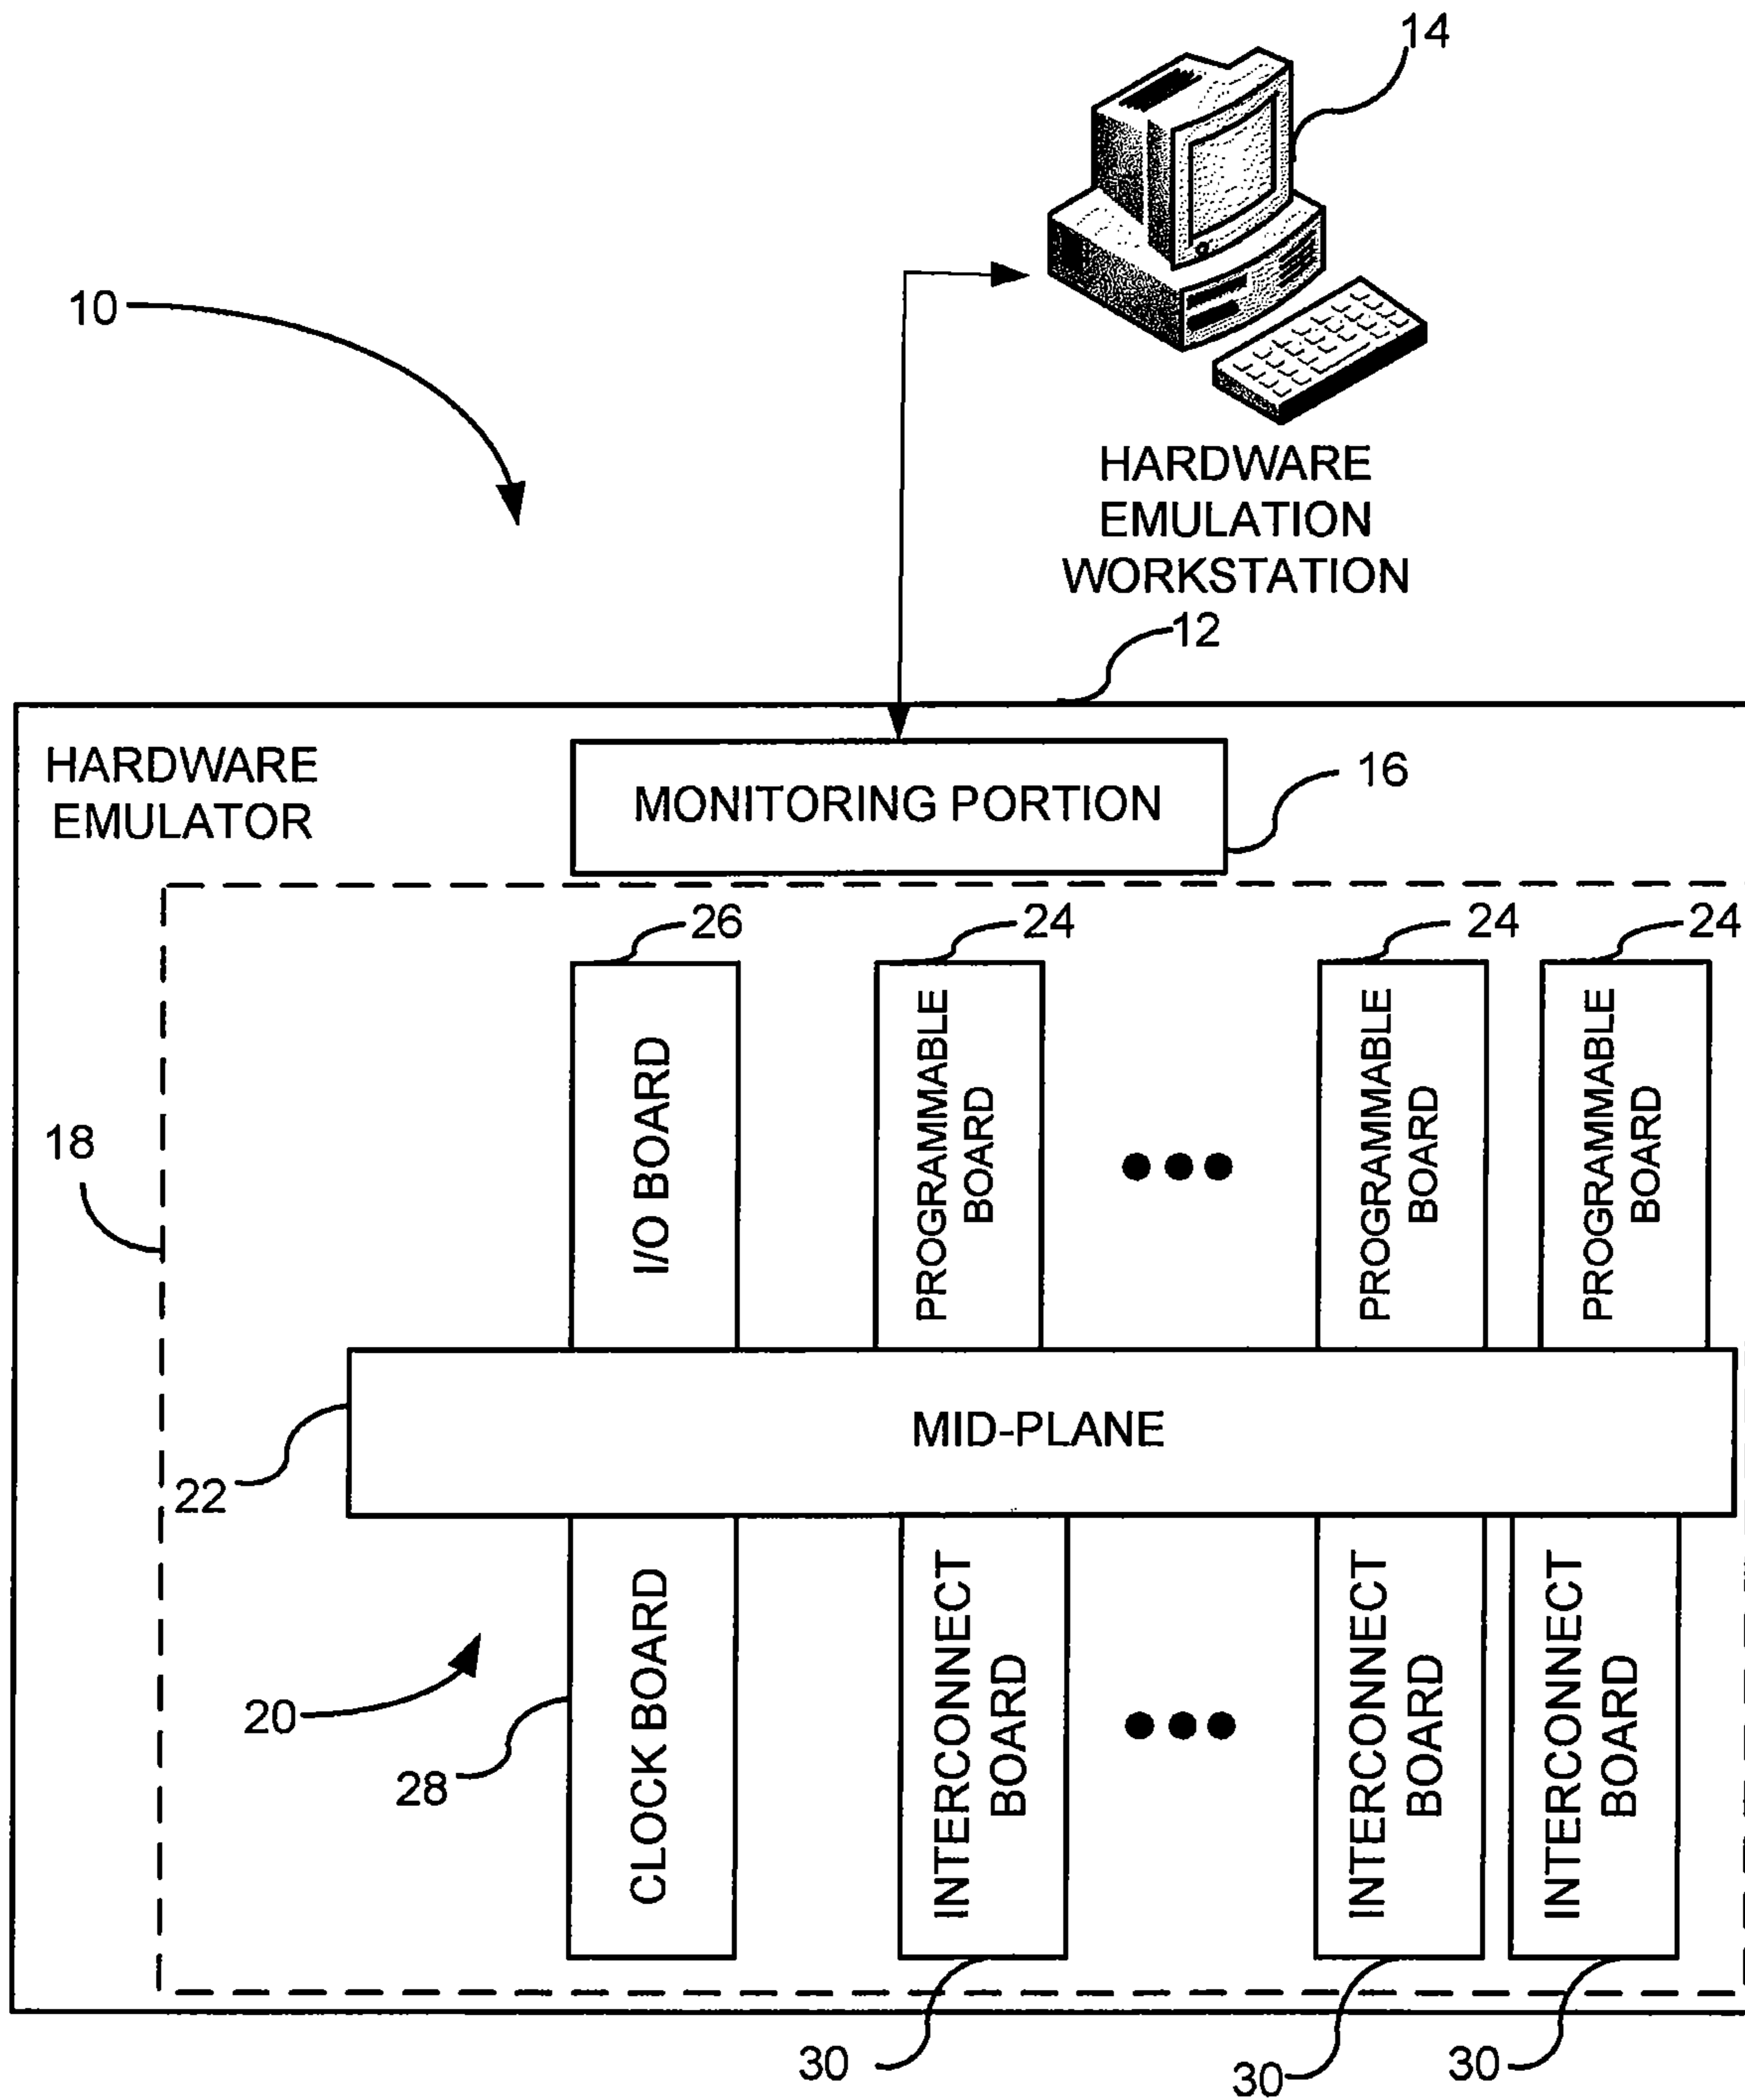 14
10
HARDWARE
EMULATION
WORKSTATION
12
HARDWARE
EMULATOR
MONITORING PORTION
16
26
24
24
24
I/O BOARD
PROGRAMMABLE
BOARD
PROGRAMMABLE
BOARD
PROGRAMMABLE
BOARD
18
MID-PLANE
22
CLOCK BOARD
INTERCONNECT
BOARD
INTERCONNECT
BOARD
INTERCONNECT
BOARD
20
28
30
30
30